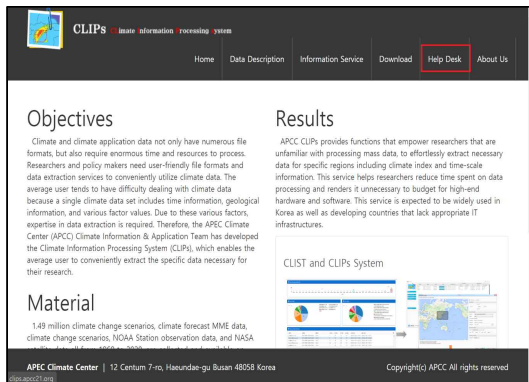 CLIPs Climate Information Processing System
Home Data Description Information Service Download Help Desk About Us
Objectives
Climate and climate application data not only have numerous file
formats, but also require enormous time and resources to process.
Researchers and policy makers need user-friendly file formats and
data extraction services to conveniently utilize climate data. The
average user tends to have difficulty dealing with climate data
because a single climate data set includes time information, geological
information, and various factor values. Due to these various factors,
expertise in data extraction is required. Therefore, the APEC Climate
Center (APCC) Climate Information & Application Team has developed
the Climate Information Processing System (CLIPs), which enables the
average user to conveniently extract the specific data necessary for
their research.
Material
1.49 million climate change scenarios, climate forecast MME data,
climate change scenarios, NOAA Station observation data, and NASA
Results
APCC CLIPs provides functions that empower researchers that are
unfamiliar with processing mass data, to effortlessly extract necessary
data for specific regions including climate index and time-scale
information. This service helps researchers reduce time spent on data
processing and renders it unnecessary to budget for high-end
hardware and software. This service is expected to be widely used in
Korea as well as developing countries that lack appropriate IT
infrastructures.
CLIST and CLIPs System
APEC Climate Center | 12 Centum 7-ro, Haeundae-gu Busan 48058 Korea
Copyright(c) APCC All rights reserved
clips.apcc21.org